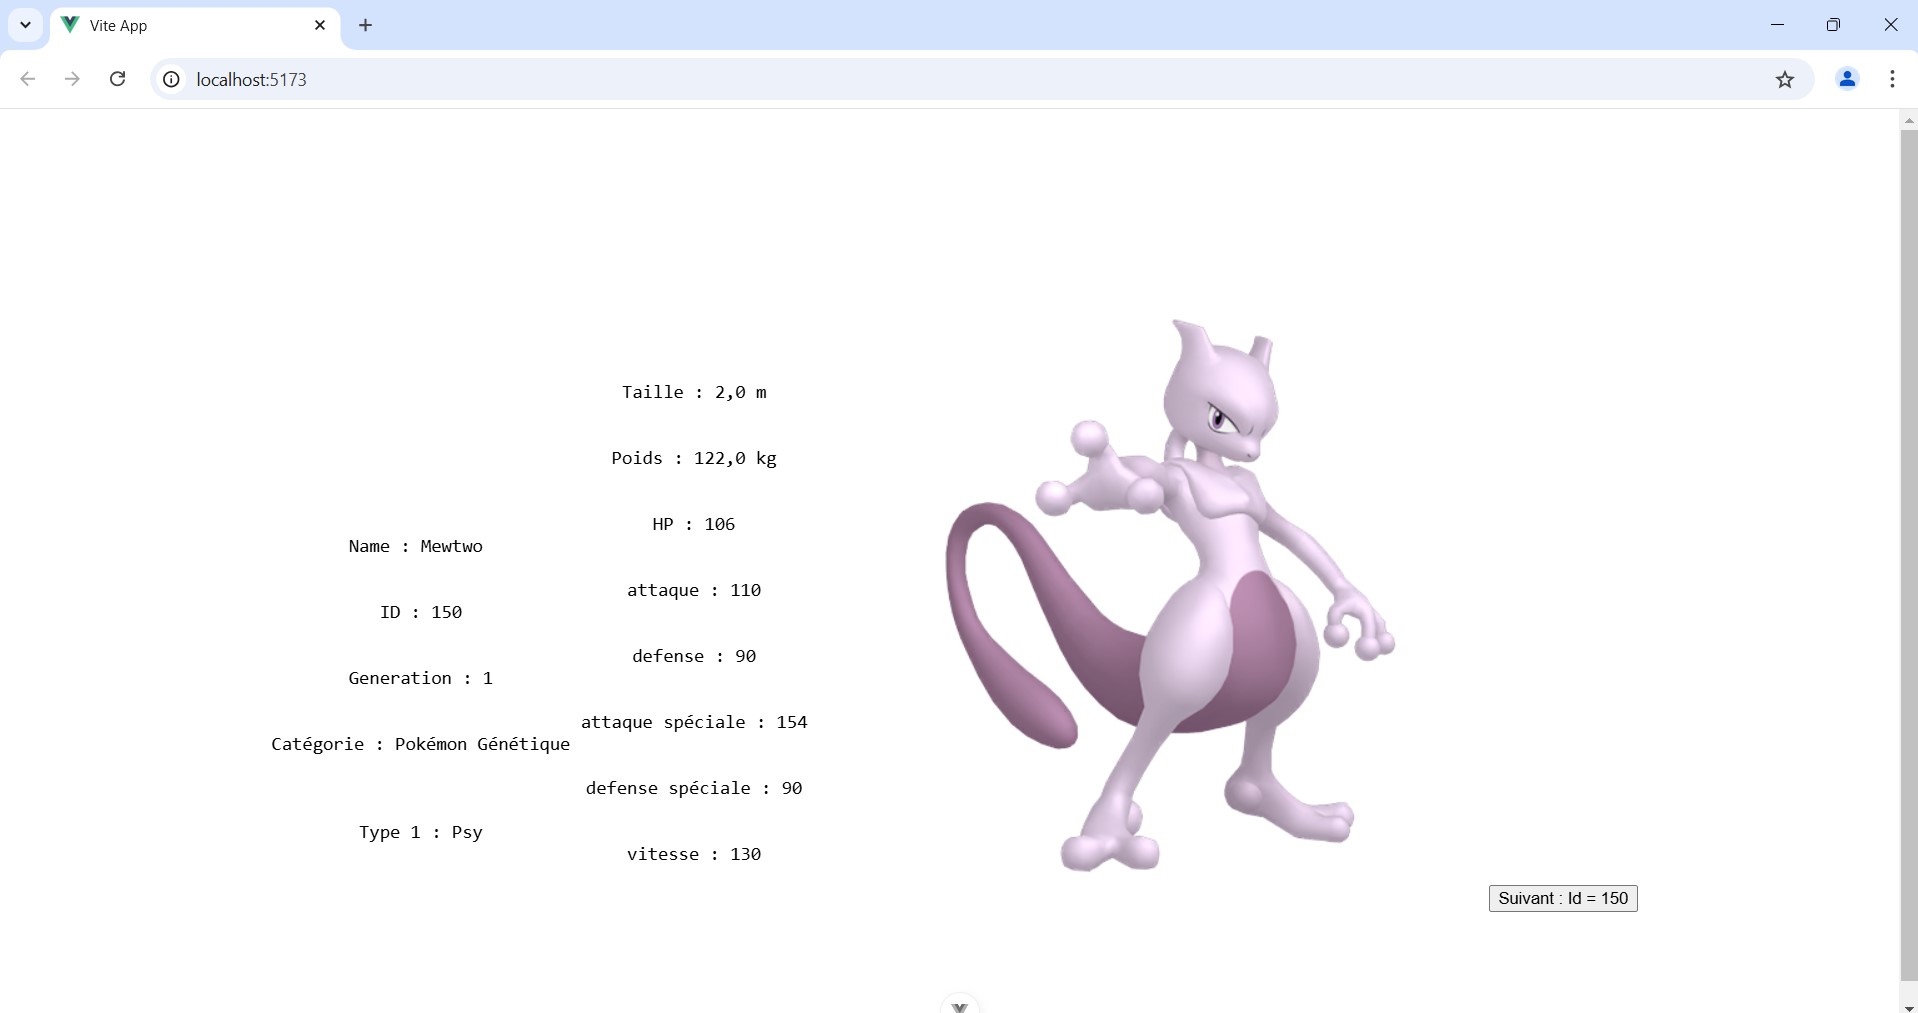 Vite App
localhost:5173
Name : Mewtwo
ID : 150
Generation : 1
Catégorie : Pokémon Génétique
Type 1 : Psy
Taille : 2,0 m
Poids : 122,0 kg
HP : 106
attaque : 110
defense : 90
attaque spéciale : 154
defense spéciale : 90
vitesse : 130
Suivant : Id = 150